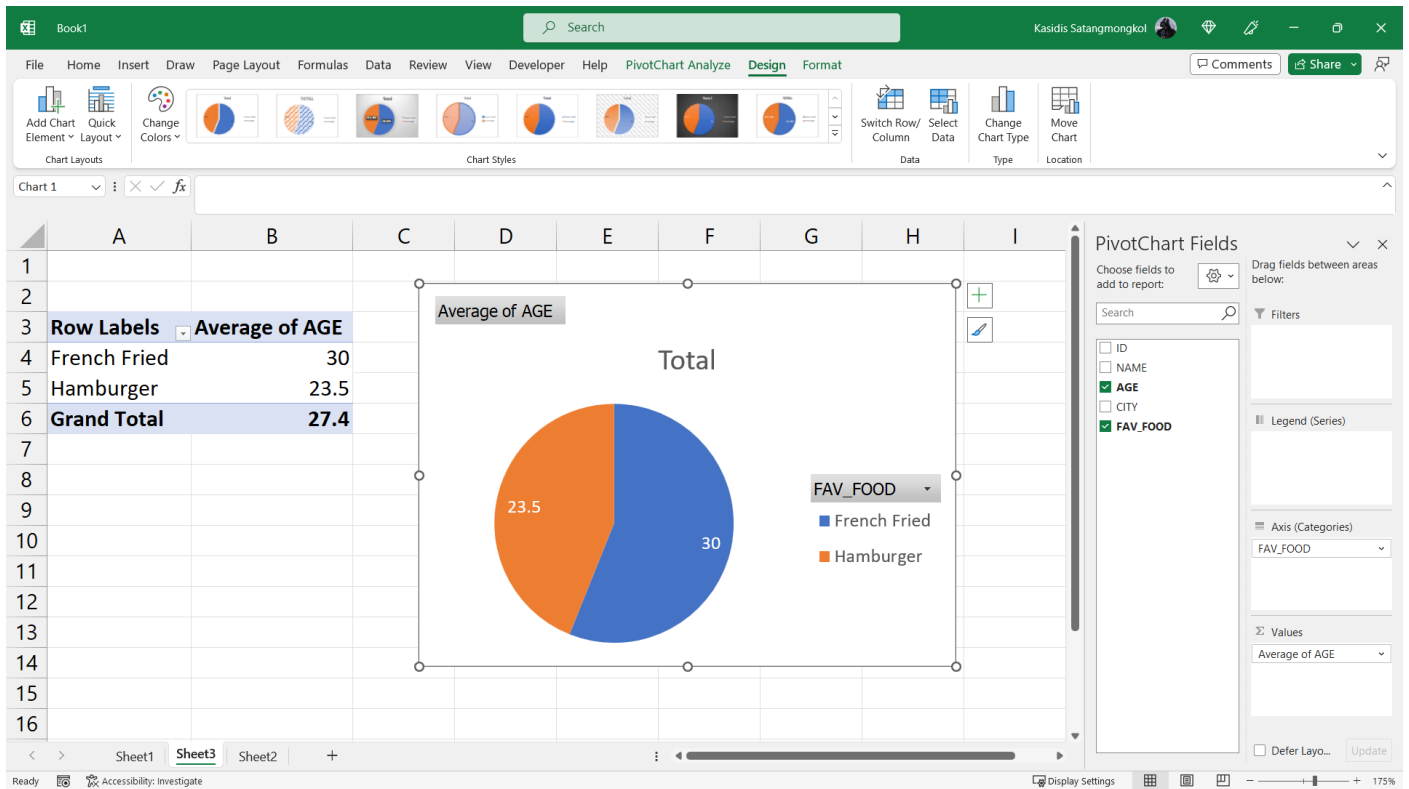 Book1
Search
Kasidis Satangmongkol
File Home Insert Draw Page Layout Formulas Data Review View Developer Help PivotChart Analyze Design Format
Comments
Share
Add Chart Element
Quick Layout
Change Colors
Switch Row/ Column
Select Data
Change Chart Type
Move Chart
Chart Layouts
Chart Styles
Data
Type
Location
Chart 1
fx
A B C D E F G H I
1
2
3 Row Labels Average of AGE
4 French Fried 30
5 Hamburger 23.5
6 Grand Total 27.4
7
8
9
10
11
12
13
14
15
16
Average of AGE
Total
23.5
30
FAV_FOOD
French Fried
Hamburger
PivotChart Fields
Choose fields to
add to report:
Search
ID
NAME
AGE
CITY
FAV_FOOD
Drag fields between areas
below:
Filters
Legend (Series)
Axis (Categories)
FAV_FOOD
Σ Values
Average of AGE
Defer Layo...
Update
Sheet1 Sheet3 Sheet2
Ready
Accessibility: Investigate
Display Settings
175%